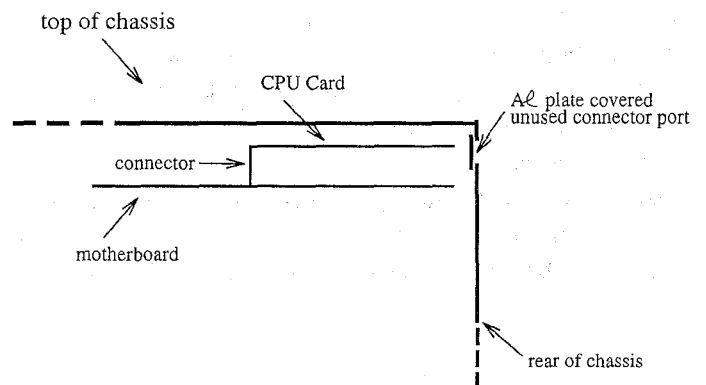 top of chassis
CPU Card
Aℓ plate covered
unused connector port
connector
motherboard
rear of chassis